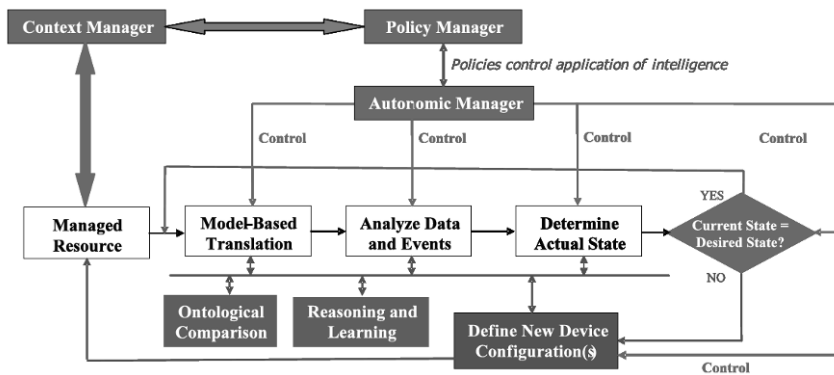 Context Manager
Policy Manager
Policies control application of intelligence
Autonomic Manager
Control
Control
Control
Control
YES
Managed
Resource
Model-Based
Translation
Analyze Data
and Events
Determine
Actual State
Current State =
Desired State?
NO
Ontological
Comparison
Reasoning and
Learning
Define New Device
Configuration(s)
Control